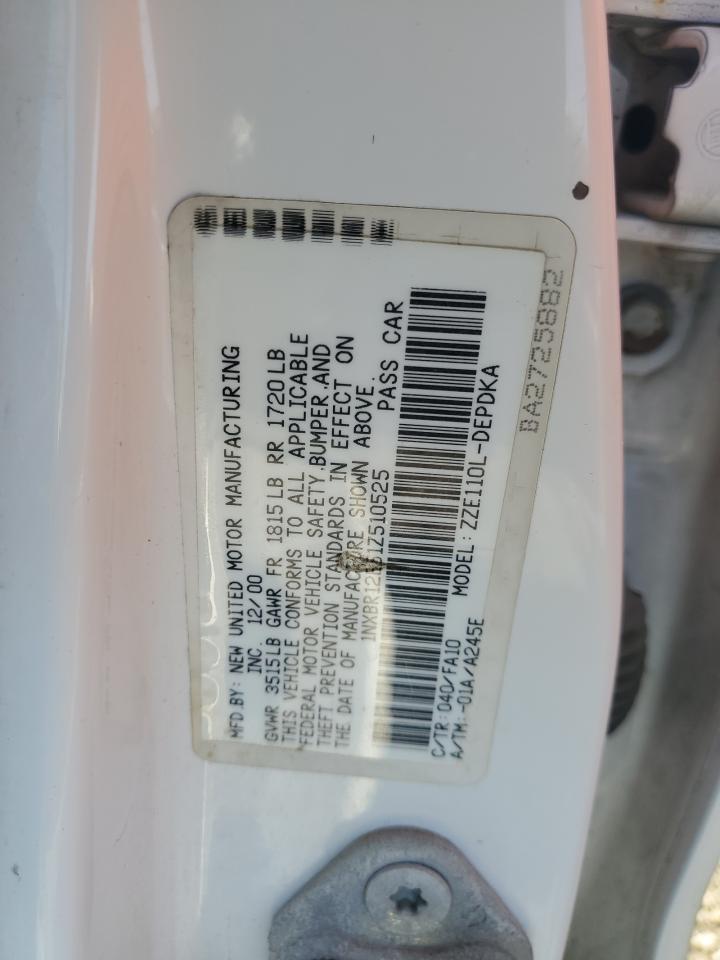 MFD.BY: NEW UNITED MOTOR MANUFACTURING
INC. 12/00
GVWR 3515LB GAWR FR 1815LB RR 1720LB
THIS VEHICLE CONFORMS TO ALL APPLICABLE
FEDERAL MOTOR VEHICLE SAFETY, BUMPER, AND
THEFT PREVENTION STANDARDS IN EFFECT ON
THE DATE OF MANUFACTURE SHOWN ABOVE.
PASS CAR
C/TR: 040/FA10 MODEL: ZZE110L-DEPDKA
A/TM: -01A/A245E
BA2725882